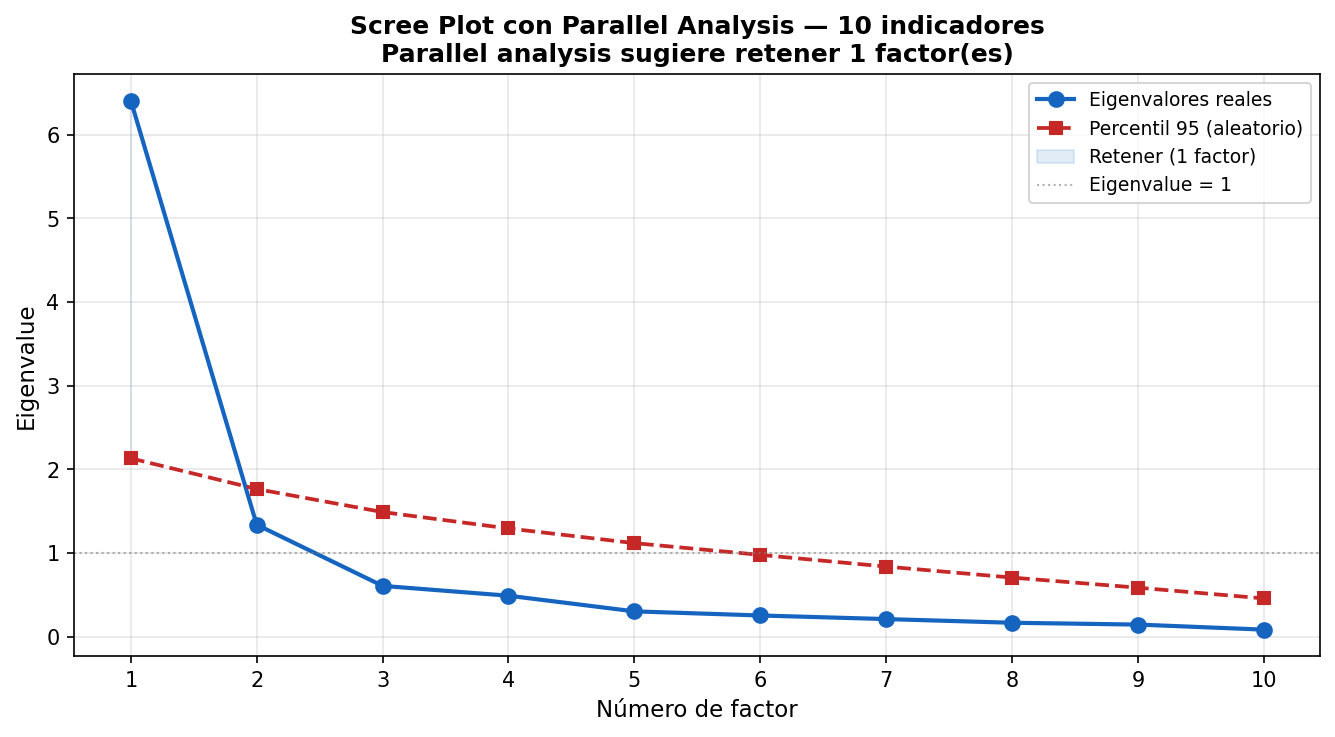 Scree Plot con Parallel Analysis — 10 indicadores
Parallel analysis sugiere retener 1 factor(es)
Eigenvalores reales
Percentil 95 (aleatorio)
Retener (1 factor)
Eigenvalue = 1
Eigenvalue
6
5
4
3
2
1
0
1 2 3 4 5 6 7 8 9 10
Número de factor